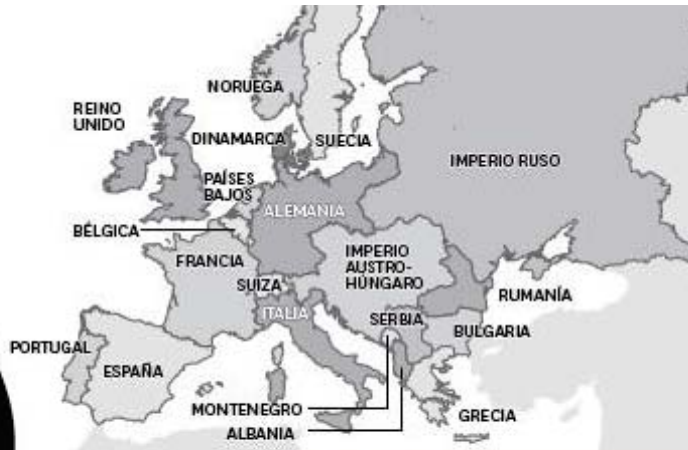 NORUEGA
REINO
UNIDO
DINAMARCA
SUECIA
IMPERIO RUSO
PAÍSES
BAJOS
ALEMANIA
BÉLGICA
IMPERIO
AUSTRO-
HÚNGARO
FRANCIA
SUIZA
RUMANÍA
ITALIA
SERBIA
BULGARIA
PORTUGAL
ESPAÑA
MONTENEGRO
GRECIA
ALBANIA